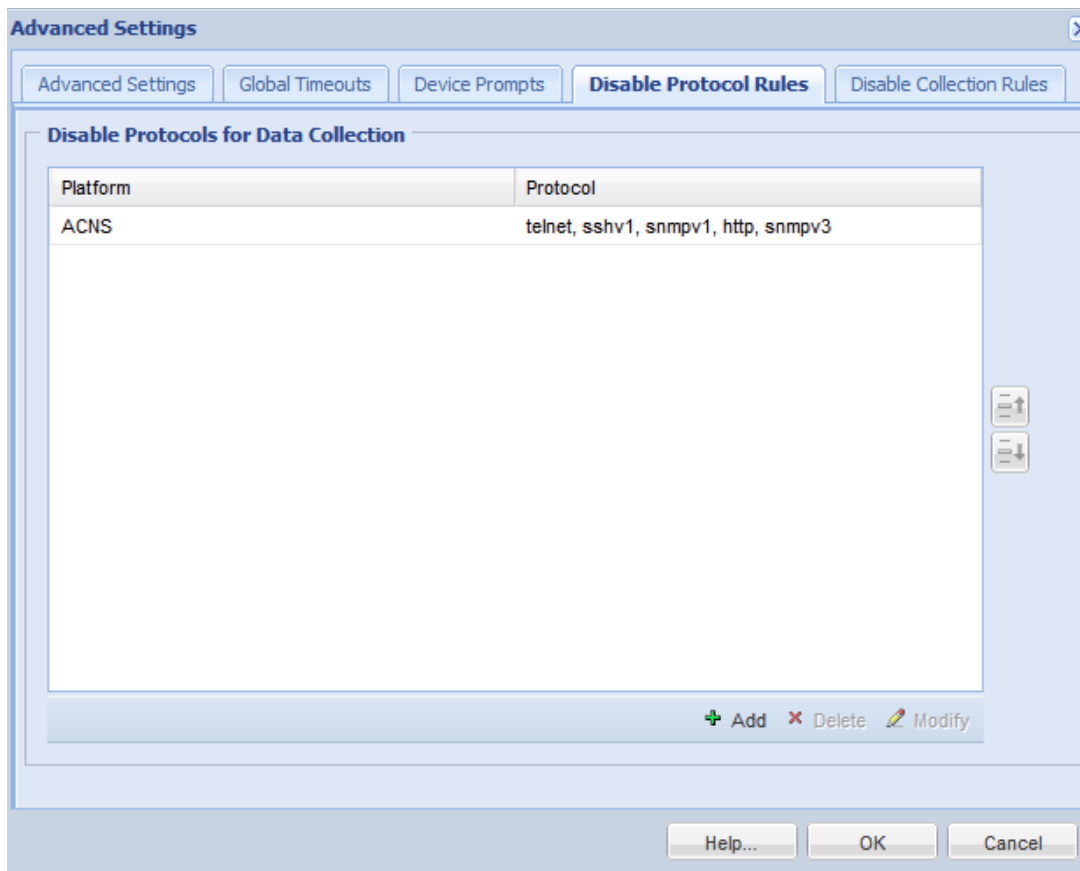 Advanced Settings
Advanced Settings Global Timeouts Device Prompts Disable Protocol Rules Disable Collection Rules
Disable Protocols for Data Collection
Platform Protocol
ACNS telnet, sshv1, snmpv1, http, snmpv3
Add Delete Modify
Help... OK Cancel